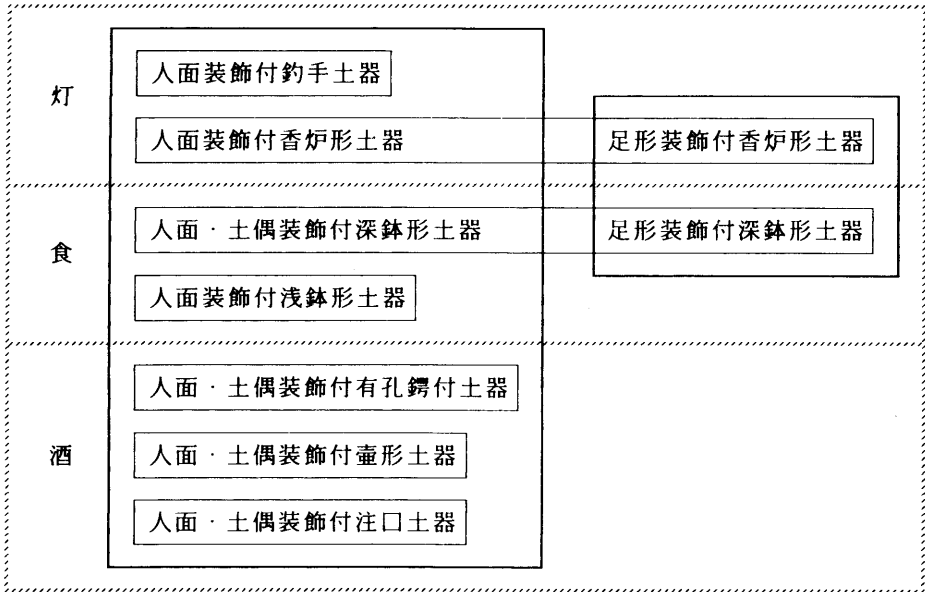 灯
人面装飾付釣手土器
人面装飾付香炉形土器
足形装飾付香炉形土器
食
人面・土偶装飾付深鉢形土器
足形装飾付深鉢形土器
人面装飾付浅鉢形土器
酒
人面・土偶装飾付有孔鍔付土器
人面・土偶装飾付壷形土器
人面・土偶装飾付注口土器